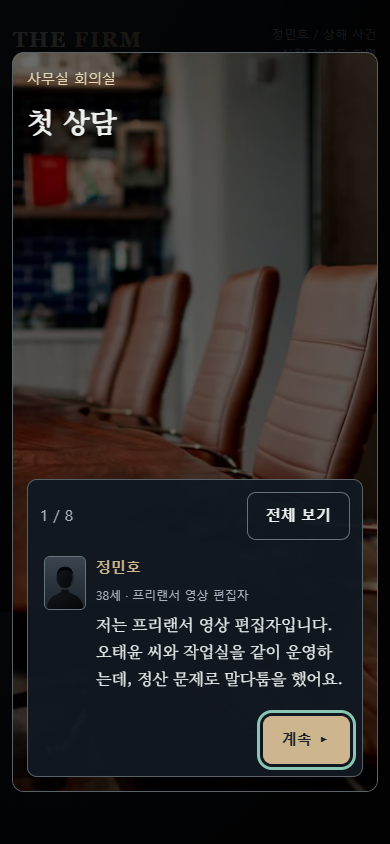 THE FIRM
정민호 / 상해 사건
사무실 회의실
첫 상담
1 / 8
전체 보기
정민호
38세 · 프리랜서 영상 편집자
저는 프리랜서 영상 편집자입니다.
오태윤 씨와 작업실을 같이 운영하
는데, 정산 문제로 말다툼을 했어요.
계속 ▸